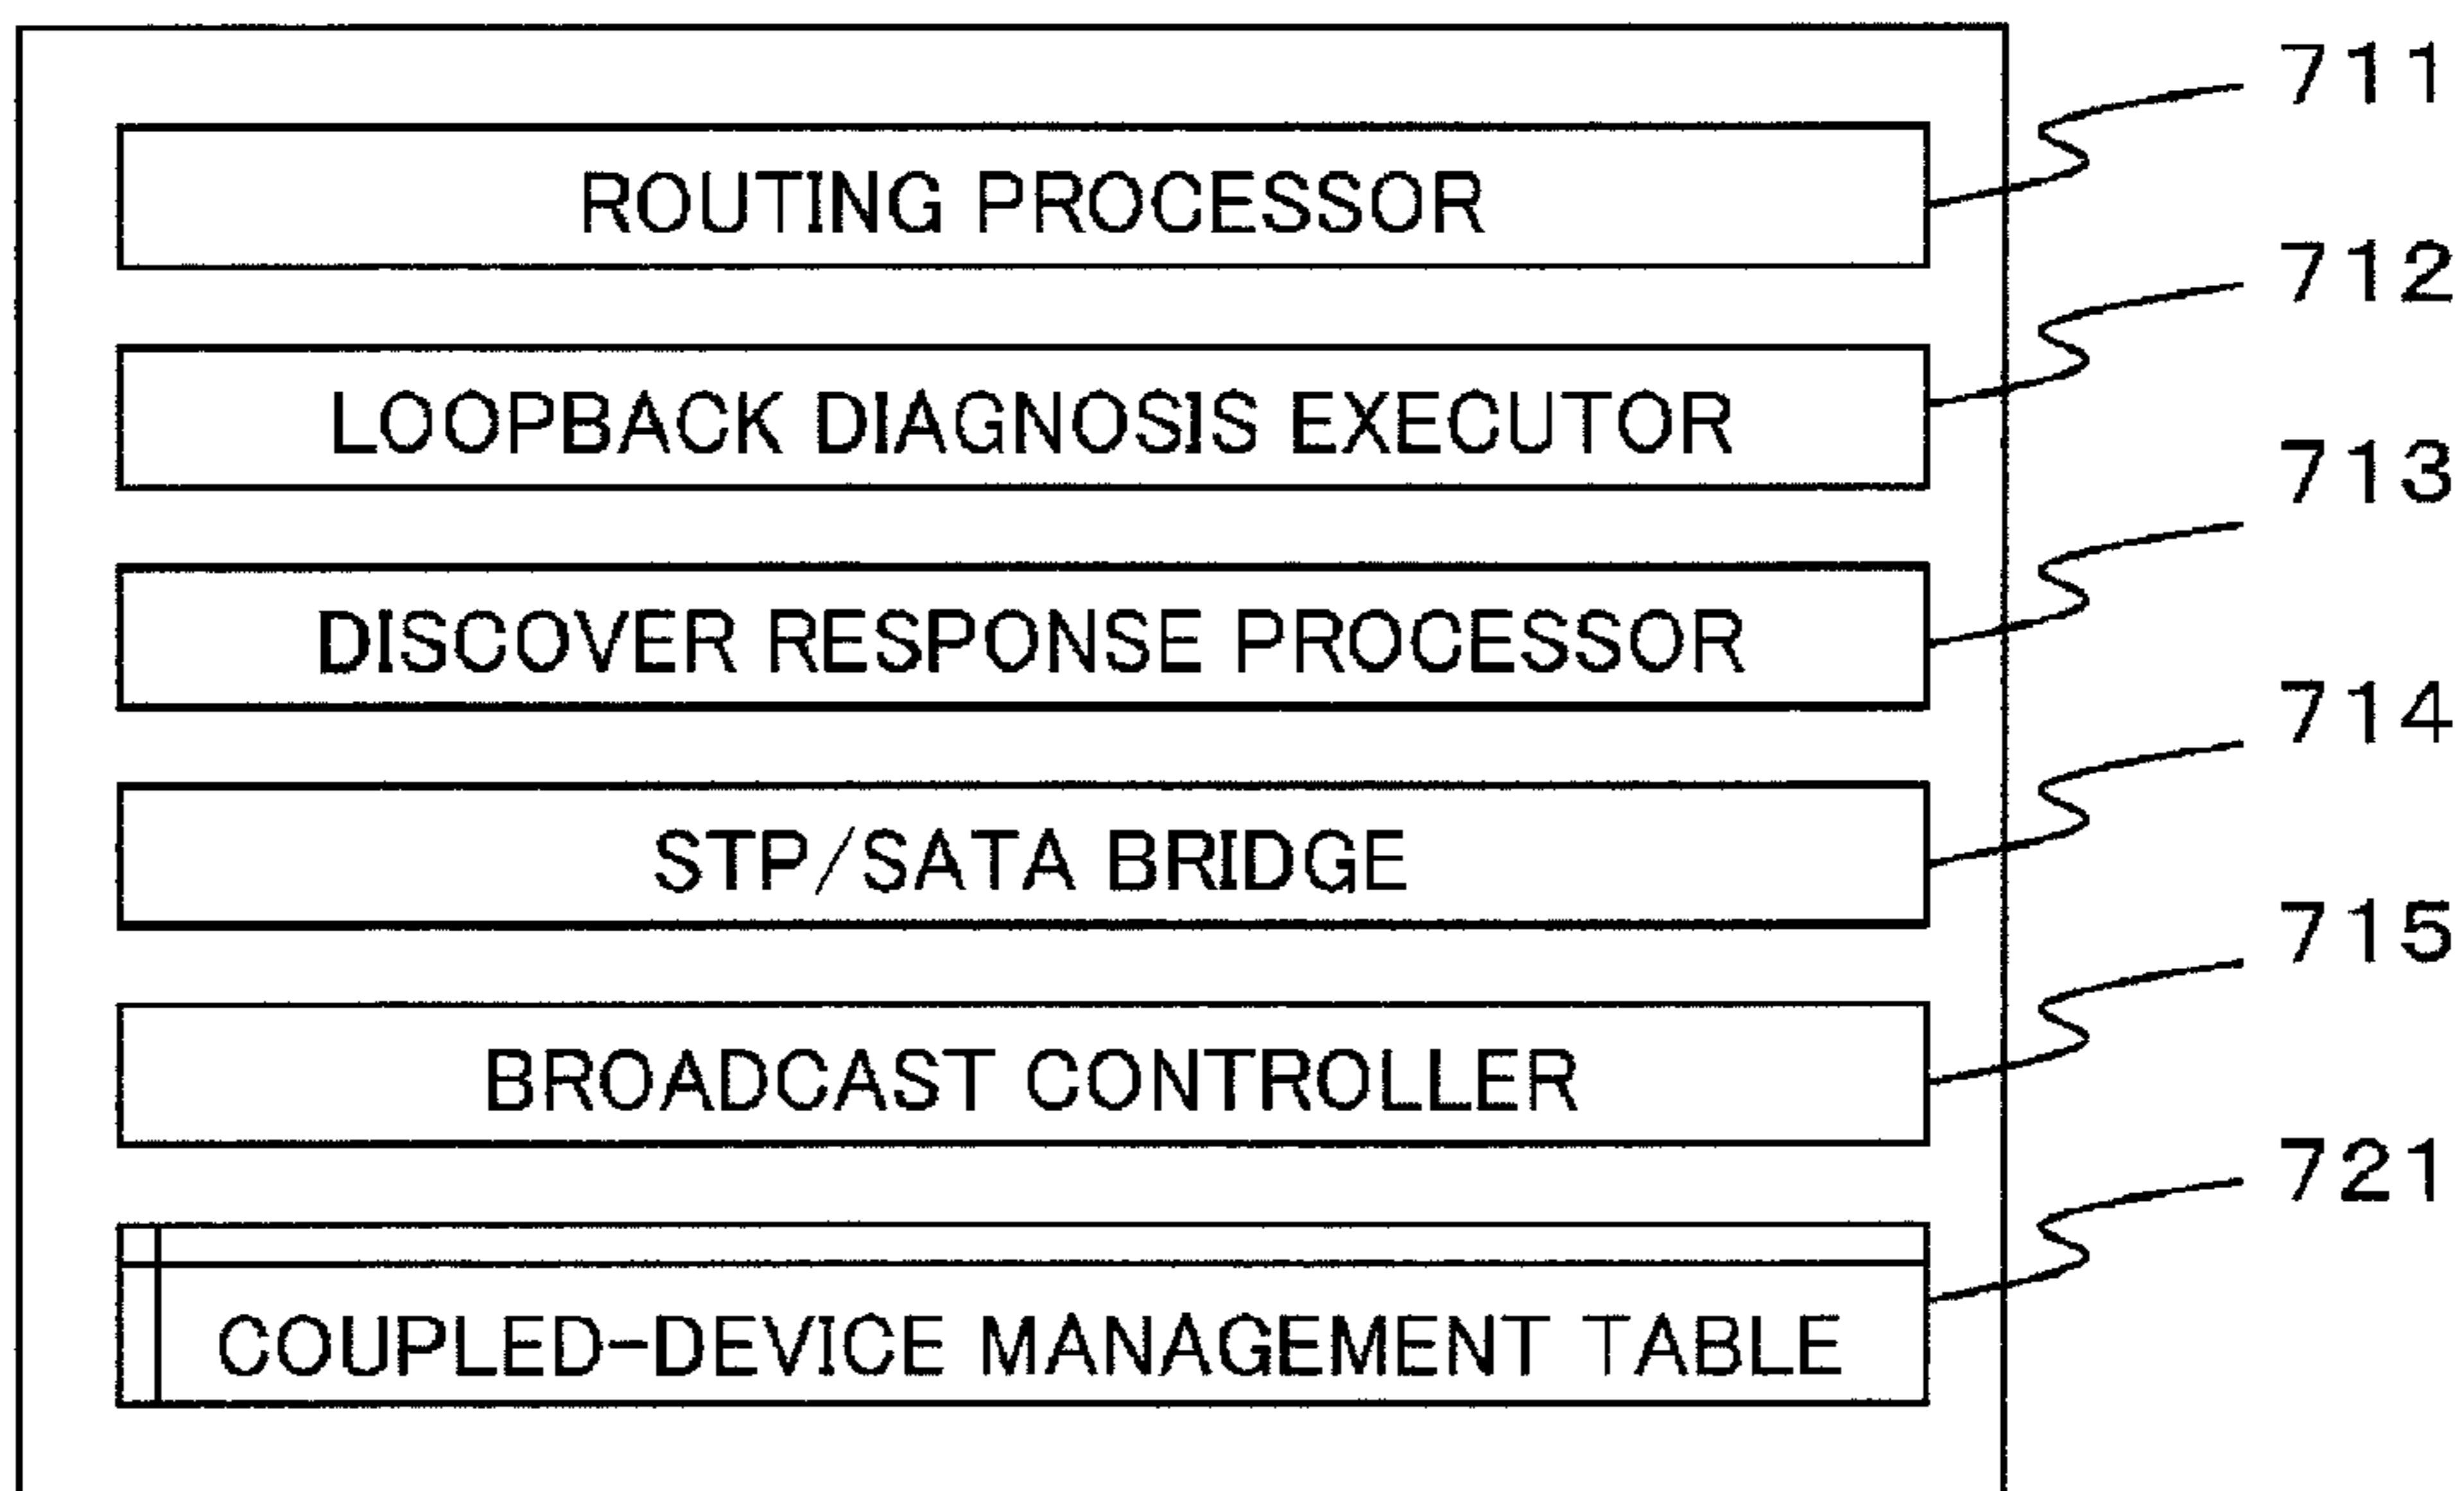 711
ROUTING PROCESSOR
712
LOOPBACK DIAGNOSIS EXECUTOR
713
DISCOVER RESPONSE PROCESSOR
714
STP/SATA BRIDGE
715
BROADCAST CONTROLLER
721
COUPLED-DEVICE MANAGEMENT TABLE